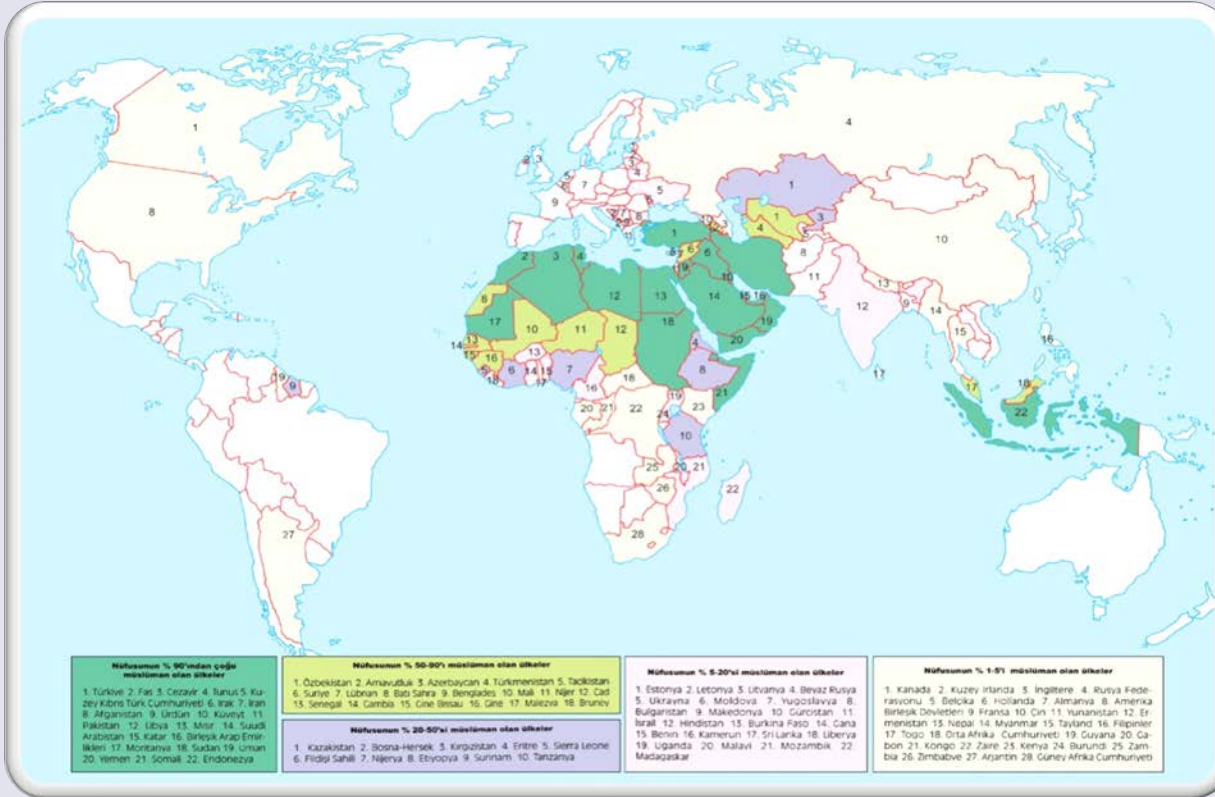 Nüfusunun % 90'ından çoğu
müslüman olan ülkeler
1. Türkiye 2. Fas 3. Cezayir 4. Tunus 5. Ku-
zey Kıbrıs Türk Cumhuriyeti 6. Irak 7. İran
8. Afganistan 9. Ürdün 10. Küveyt 11.
Pakistan 12. Libya 13. Mısır 14. Suudi
Arabistan 15. Katar 16. Birleşik Arap Emir-
likleri 17. Moritanya 18. Sudan 19. Uman
20. Yemen 21. Somali 22. Endonezya
Nüfusunun % 50-90'ı müslüman olan ülkeler
1. Özbekistan 2. Arnavutluk 3. Azerbaycan 4. Türkmenistan 5. Tacikistan
6. Suriye 7. Lübnan 8. Batı Sahra 9. Bengladeş 10. Mali 11. Nijer 12. Çad
13. Senegal 14. Gambia 15. Gine Bissau 16. Gine 17. Malezya 18. Bruney
Nüfusunun % 20-50'si müslüman olan ülkeler
1. Kazakistan 2. Bosna-Hersek 3. Kırgızistan 4. Eritre 5. Sierra Leone
6. Fildişi Sahili 7. Nijerya 8. Etiyopya 9. Surinam 10. Tanzanya
Nüfusunun % 5-20'si müslüman olan ülkeler
1. Estonya 2. Letonya 3. Litvanya 4. Beyaz Rusya
5. Ukrayna 6. Moldova 7. Yugoslavya 8.
Bulgaristan 9. Makedonya 10. Gürcistan 11.
İsrail 12. Hindistan 13. Burkina Faso 14. Gana
15. Benin 16. Kamerun 17. Sri Lanka 18. Liberya
19. Uganda 20. Malavi 21. Mozambik 22.
Madagaskar
Nüfusunun % 1-5'i müslüman olan ülkeler
1. Kanada 2. Kuzey İrlanda 3. İngiltere 4. Rusya Fede-
rasyonu 5. Belçika 6. Hollanda 7. Almanya 8. Amerika
Birleşik Devletleri 9. Fransa 10. Çin 11. Yunanistan 12. Er-
menistan 13. Nepal 14. Myanmar 15. Tayland 16. Filipinler
17. Togo 18. Orta Afrika Cumhuriyeti 19. Guyana 20. Ga-
bon 21. Kongo 22. Zaire 23. Kenya 24. Burundi 25. Zam-
bia 26. Zimbabve 27. Arjantin 28. Güney Afrika Cumhuriyeti